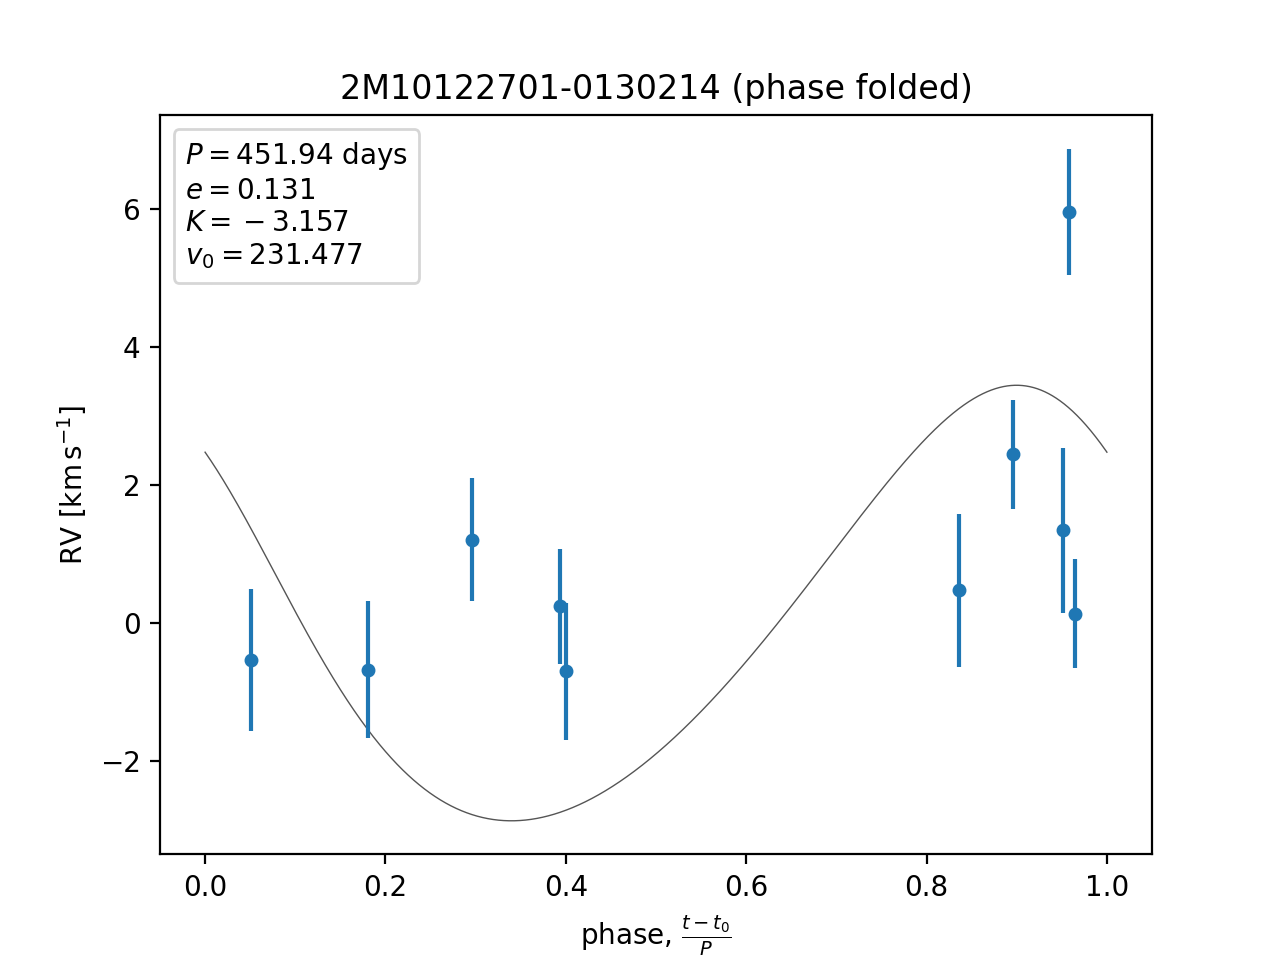 2M10122701-0130214 (phase folded)
P = 451.94 days
e = 0.131
K = −3.157
v₀ = 231.477
6
4
2
0
−2
RV [km s⁻¹]
0.0 0.2 0.4 0.6 0.8 1.0
phase, (t − t₀)/P